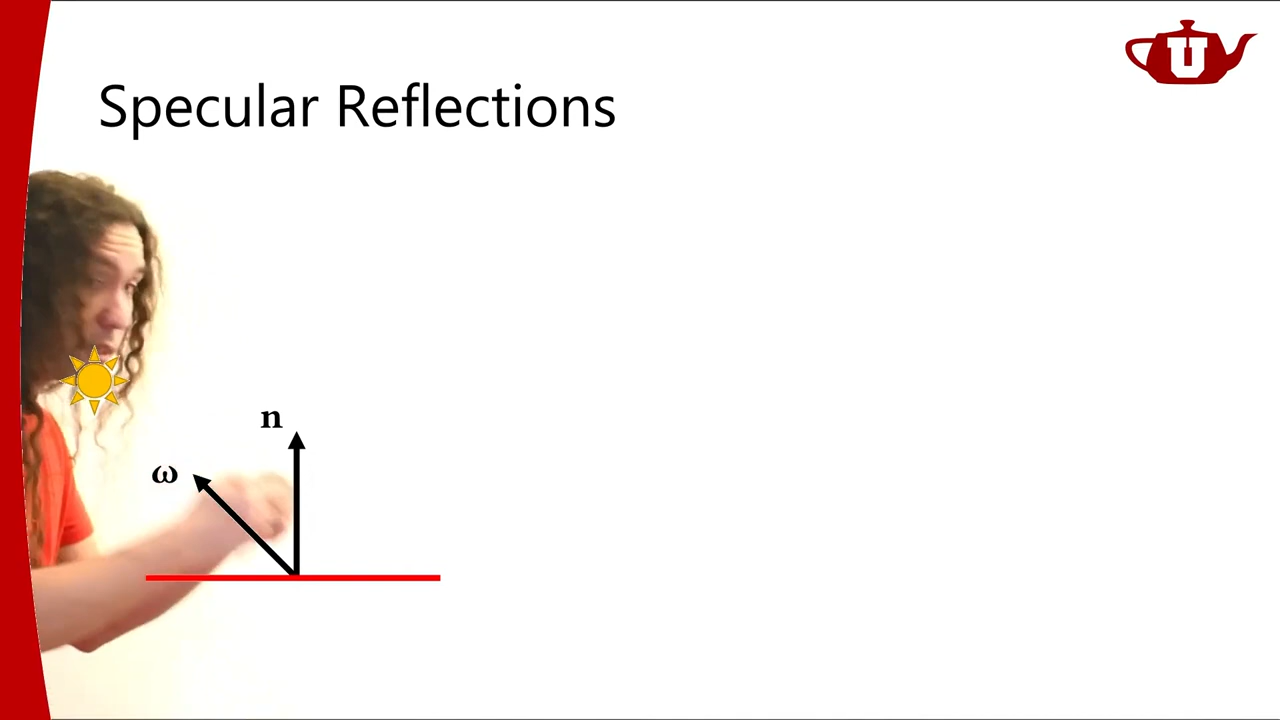 Specular Reflections
U
n
ω